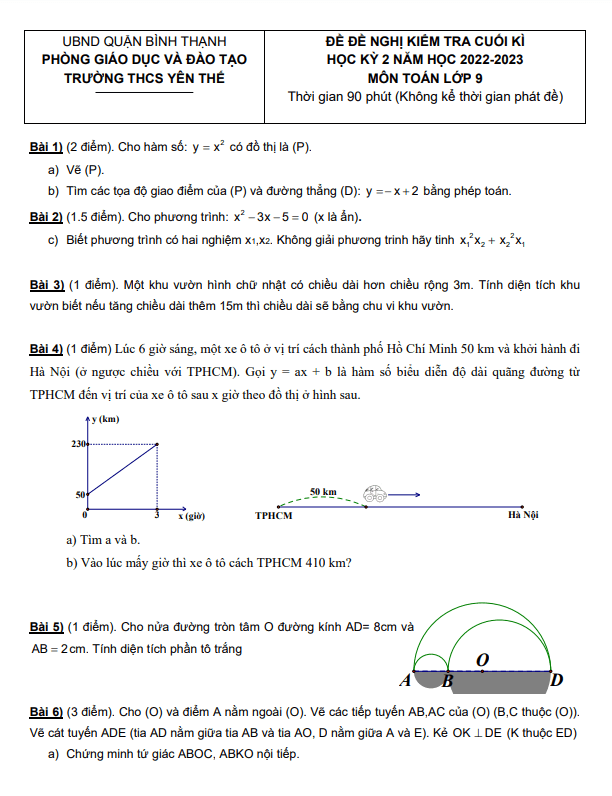 UBND QUẬN BÌNH THẠNH
PHÒNG GIÁO DỤC VÀ ĐÀO TẠO
TRƯỜNG THCS YÊN THẾ
ĐỀ ĐỀ NGHỊ KIỂM TRA CUỐI KÌ
HỌC KỲ 2 NĂM HỌC 2022-2023
MÔN TOÁN LỚP 9
Thời gian 90 phút (Không kể thời gian phát đề)
Bài 1) (2 điểm). Cho hàm số: y = x² có đồ thị là (P).
a) Vẽ (P).
b) Tìm các tọa độ giao điểm của (P) và đường thẳng (D): y = − x + 2 bằng phép toán.
Bài 2) (1.5 điểm). Cho phương trình: x² − 3x − 5 = 0 (x là ẩn).
c) Biết phương trình có hai nghiệm x₁,x₂. Không giải phương trinh hãy tinh x₁²x₂ + x₂²x₁
Bài 3) (1 điểm). Một khu vườn hình chữ nhật có chiều dài hơn chiều rộng 3m. Tính diện tích khu
vườn biết nếu tăng chiều dài thêm 15m thì chiều dài sẽ bằng chu vi khu vườn.
Bài 4) (1 điểm) Lúc 6 giờ sáng, một xe ô tô ở vị trí cách thành phố Hồ Chí Minh 50 km và khởi hành đi
Hà Nội (ở ngược chiều với TPHCM). Gọi y = ax + b là hàm số biểu diễn độ dài quãng đường từ
TPHCM đến vị trí của xe ô tô sau x giờ theo đồ thị ở hình sau.
y (km)
230
50
0 3 x (giờ)
50 km
TPHCM Hà Nội
a) Tìm a và b.
b) Vào lúc mấy giờ thì xe ô tô cách TPHCM 410 km?
Bài 5) (1 điểm). Cho nửa đường tròn tâm O đường kính AD= 8cm và
AB = 2cm. Tính diện tích phần tô trắng
A B O D
Bài 6) (3 điểm). Cho (O) và điểm A nằm ngoài (O). Vẽ các tiếp tuyến AB,AC của (O) (B,C thuộc (O)).
Vẽ cát tuyến ADE (tia AD nằm giữa tia AB và tia AO, D nằm giữa A và E). Kẻ OK ⊥ DE (K thuộc ED)
a) Chứng minh tứ giác ABOC, ABKO nội tiếp.